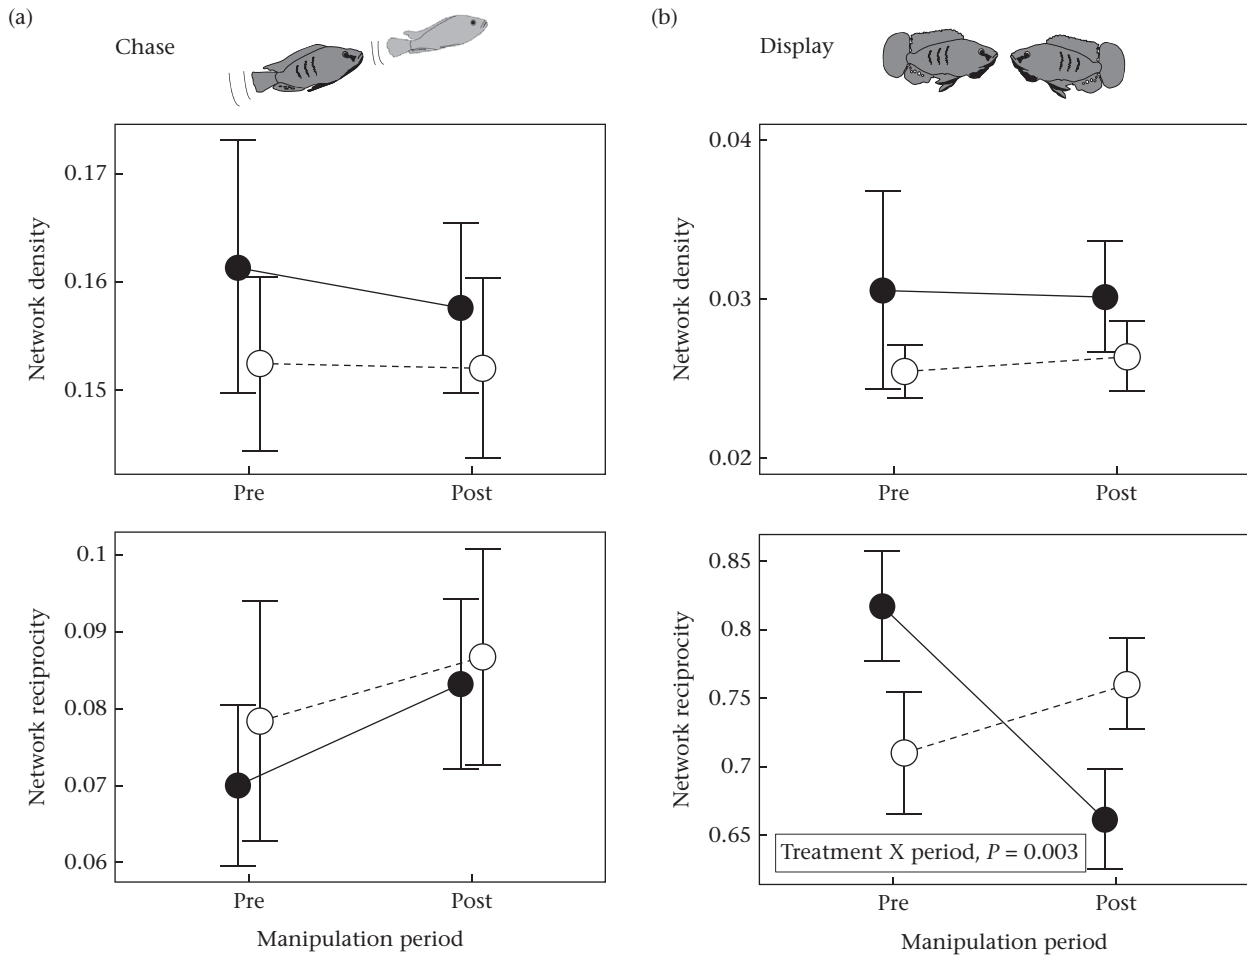 (a)
Chase
0.17
0.16
0.15
Network density
Pre
Post
0.1
0.09
0.08
0.07
0.06
Network reciprocity
Pre
Post
Manipulation period
(b)
Display
0.04
0.03
0.02
Network density
Pre
Post
0.85
0.8
0.75
0.7
0.65
Network reciprocity
Treatment X period, P = 0.003
Pre
Post
Manipulation period